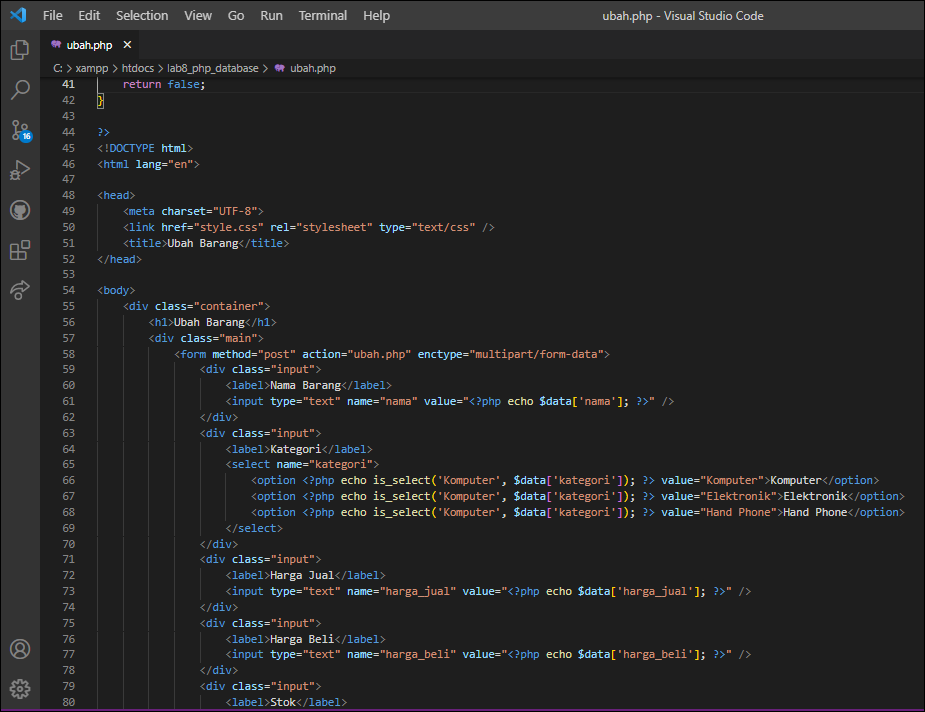 File Edit Selection View Go Run Terminal Help ubah.php - Visual Studio Code
ubah.php ×
C: > xampp > htdocs > lab8_php_database > ubah.php
41 return false;
42 }
43
44 ?>
45 <!DOCTYPE html>
46 <html lang="en">
47
48 <head>
49 <meta charset="UTF-8">
50 <link href="style.css" rel="stylesheet" type="text/css" />
51 <title>Ubah Barang</title>
52 </head>
53
54 <body>
55 <div class="container">
56 <h1>Ubah Barang</h1>
57 <div class="main">
58 <form method="post" action="ubah.php" enctype="multipart/form-data">
59 <div class="input">
60 <label>Nama Barang</label>
61 <input type="text" name="nama" value="<?php echo $data['nama']; ?>" />
62 </div>
63 <div class="input">
64 <label>Kategori</label>
65 <select name="kategori">
66 <option <?php echo is_select('Komputer', $data['kategori']); ?> value="Komputer">Komputer</option>
67 <option <?php echo is_select('Komputer', $data['kategori']); ?> value="Elektronik">Elektronik</option>
68 <option <?php echo is_select('Komputer', $data['kategori']); ?> value="Hand Phone">Hand Phone</option>
69 </select>
70 </div>
71 <div class="input">
72 <label>Harga Jual</label>
73 <input type="text" name="harga_jual" value="<?php echo $data['harga_jual']; ?>" />
74 </div>
75 <div class="input">
76 <label>Harga Beli</label>
77 <input type="text" name="harga_beli" value="<?php echo $data['harga_beli']; ?>" />
78 </div>
79 <div class="input">
80 <label>Stok</label>
16